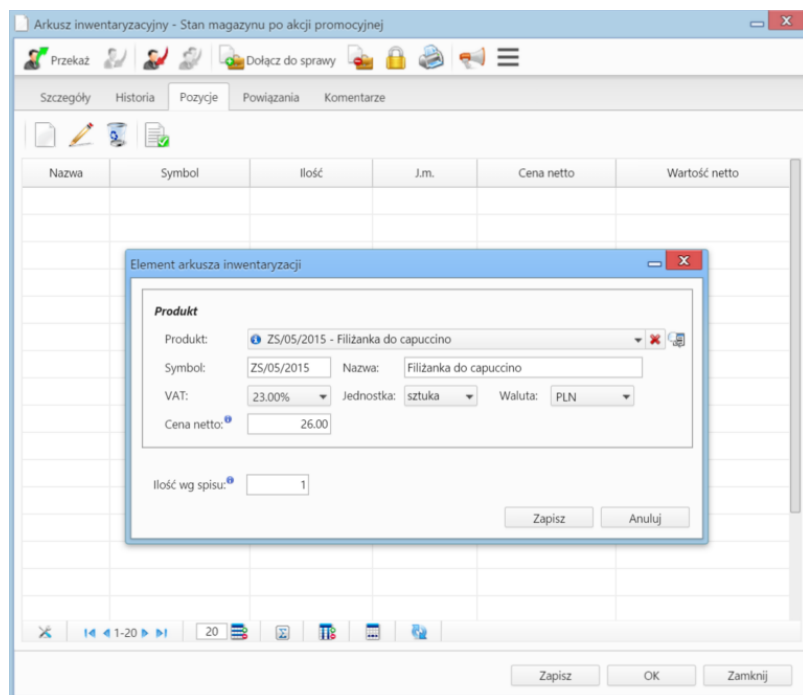 Arkusz inwentaryzacyjny - Stan magazynu po akcji promocyjnej
Przekaż Dołącz do sprawy
Szczegóły Historia Pozycje Powiązania Komentarze
Nazwa Symbol Ilość J.m. Cena netto Wartość netto
Element arkusza inwentaryzacji
Produkt
Produkt: ZS/05/2015 - Filiżanka do capuccino
Symbol: ZS/05/2015 Nazwa: Filiżanka do capuccino
VAT: 23.00% Jednostka: sztuka Waluta: PLN
Cena netto: 26.00
Ilość wg spisu: 1
Zapisz Anuluj
1-20 20
Zapisz OK Zamknij